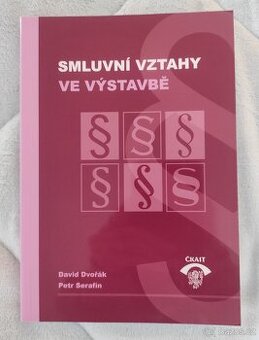 SMLUVNÍ VZTAHY
VE VÝSTAVBĚ
§ § §
§ § §
David Dvořák
Petr Serafín
ČKAIT